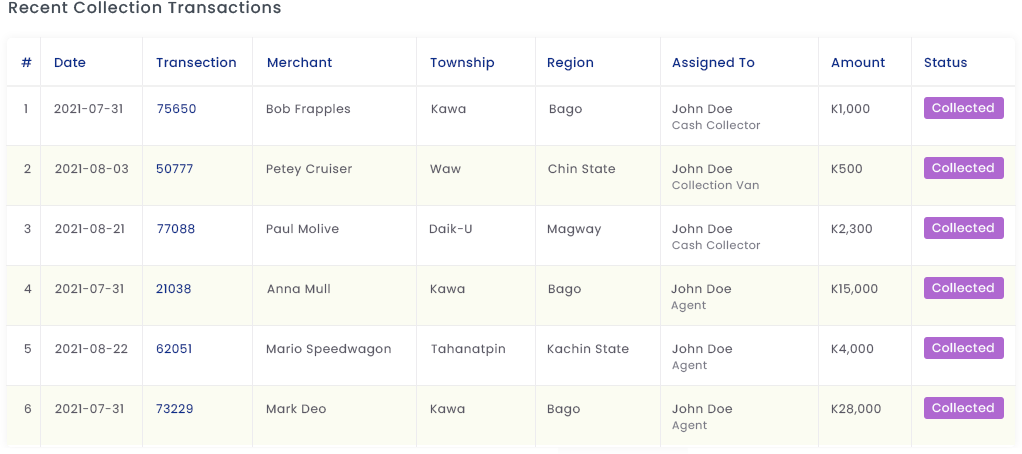 Recent Collection Transactions
# Date Transection Merchant Township Region Assigned To Amount Status
1 2021-07-31 75650 Bob Frapples Kawa Bago John Doe K1,000 Collected
Cash Collector
2 2021-08-03 50777 Petey Cruiser Waw Chin State John Doe K500 Collected
Collection Van
3 2021-08-21 77088 Paul Molive Daik-U Magway John Doe K2,300 Collected
Cash Collector
4 2021-07-31 21038 Anna Mull Kawa Bago John Doe K15,000 Collected
Agent
5 2021-08-22 62051 Mario Speedwagon Tahanatpin Kachin State John Doe K4,000 Collected
Agent
6 2021-07-31 73229 Mark Deo Kawa Bago John Doe K28,000 Collected
Agent